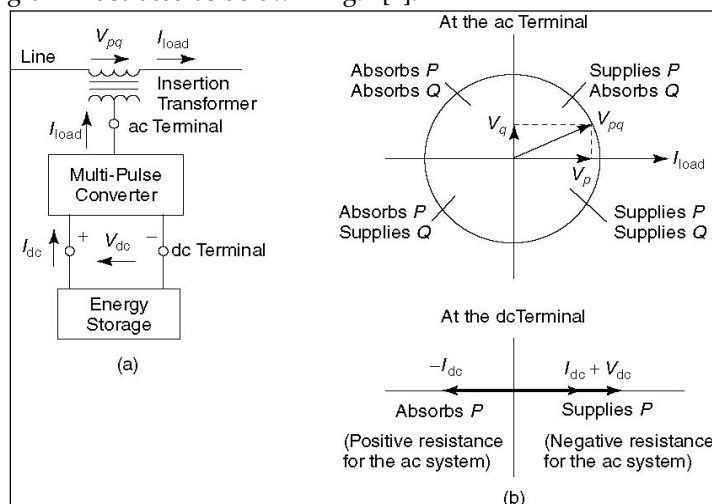 At the ac Terminal
V_pq
I_load
Line
Insertion
Transformer
I_load
ac Terminal
Multi-Pulse
Converter
I_dc
+
V_dc
−
dc Terminal
Energy
Storage
(a)
Absorbs P
Absorbs Q
Supplies P
Absorbs Q
V_q
V_pq
V_p
I_load
Absorbs P
Supplies Q
Supplies P
Supplies Q
At the dcTerminal
−I_dc
I_dc + V_dc
Absorbs P
Supplies P
(Positive resistance
for the ac system)
(Negative resistance
for the ac system)
(b)